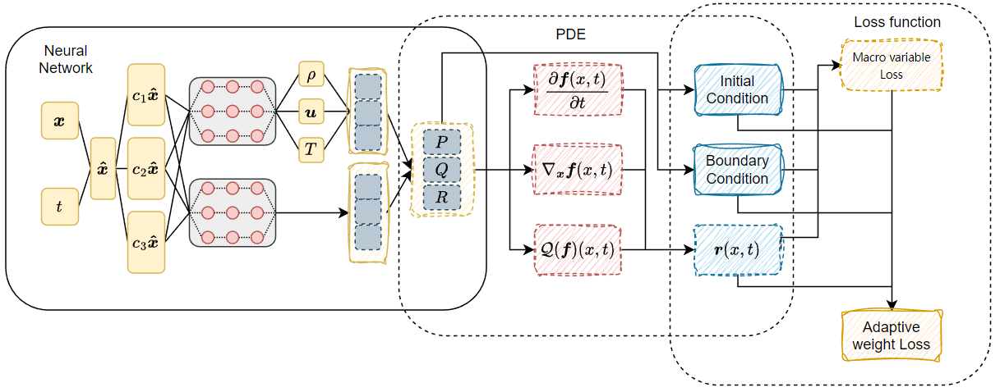 Neural
Network
x
t
x̂
c₁x̂
c₂x̂
c₃x̂
ρ
u
T
P
Q
R
PDE
∂f(x, t)
∂t
∇ₓf(x, t)
𝒬(f)(x, t)
Initial
Condition
Boundary
Condition
r(x, t)
Loss function
Macro variable
Loss
Adaptive
weight Loss